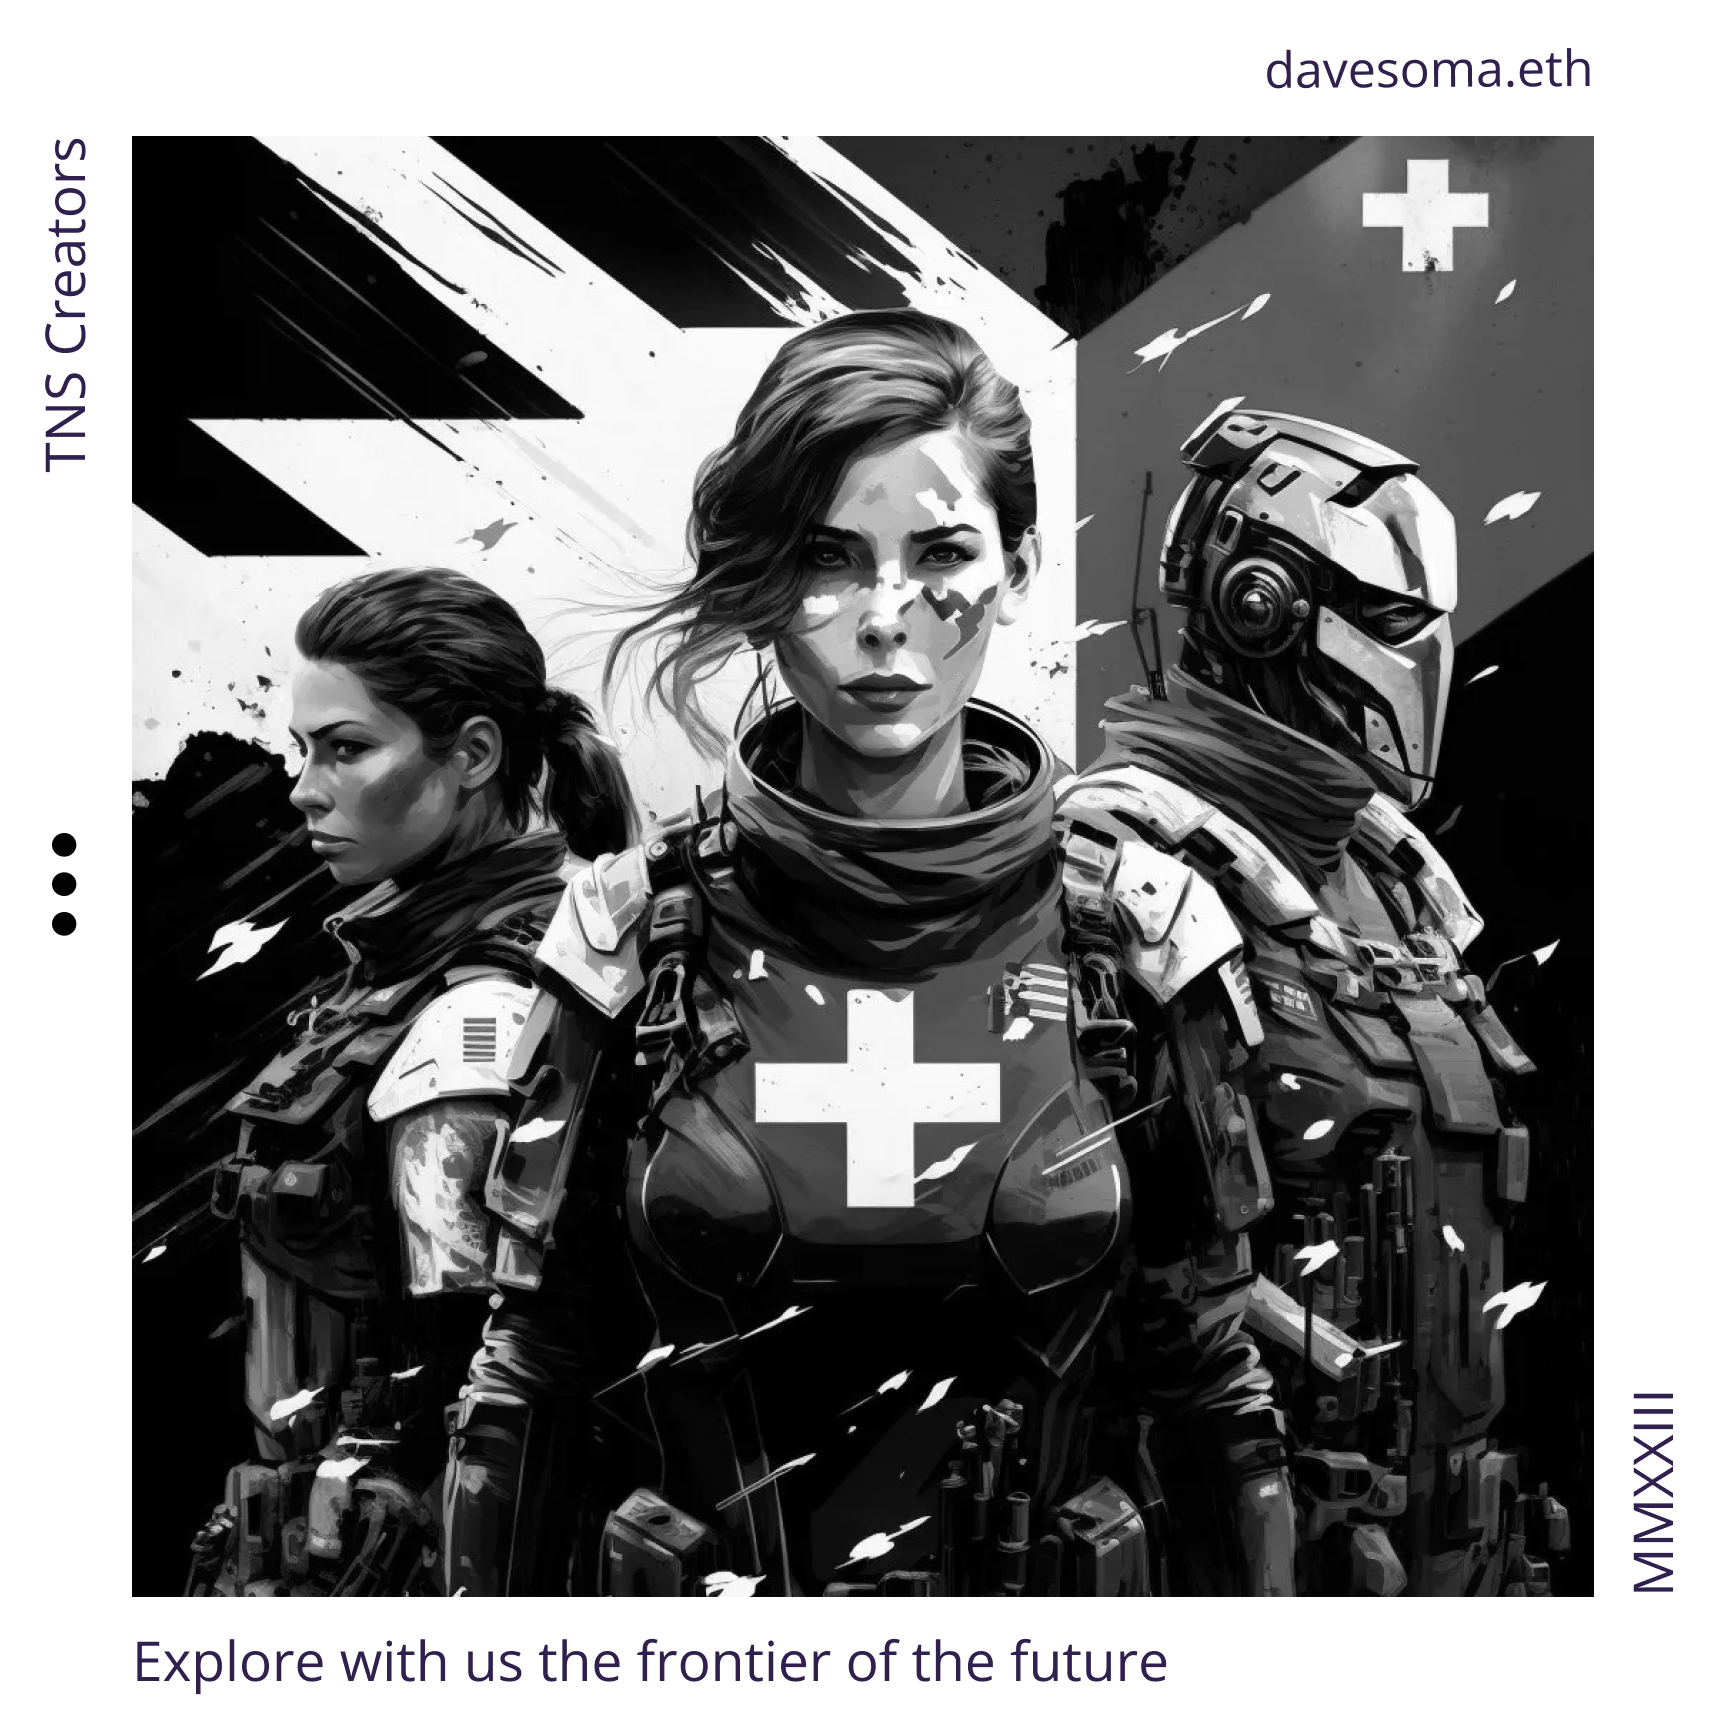 davesoma.eth
TNS Creators
MMXXIII
Explore with us the frontier of the future